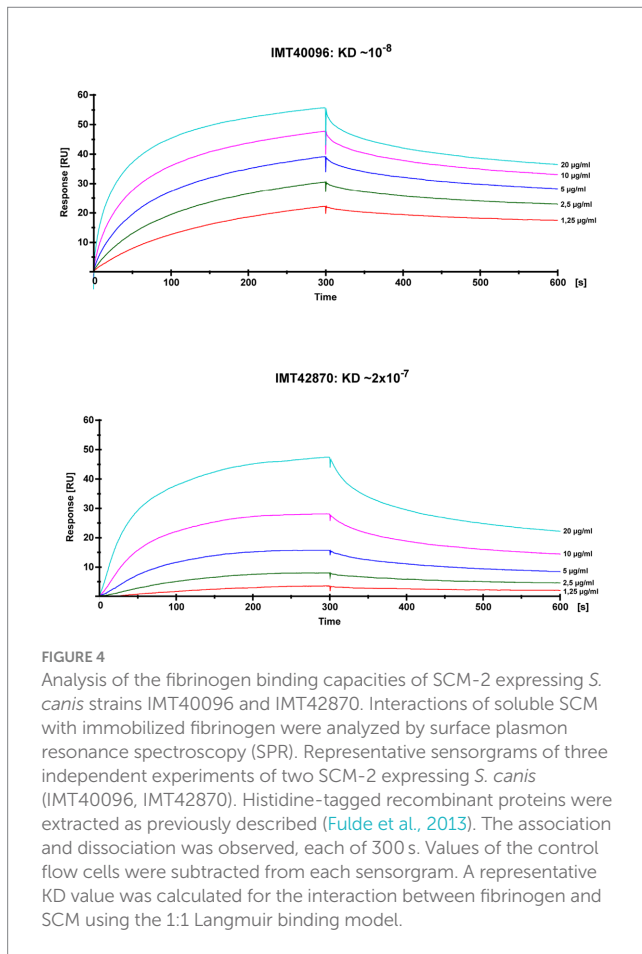 IMT40096: KD ~10-8
60
50
40
30
20
10
Response [RU]
20 µg/ml
10 µg/ml
5 µg/ml
2,5 µg/ml
1,25 µg/ml
0 100 200 300 400 500 600 [s]
Time
IMT42870: KD ~2x10-7
60
50
40
30
20
10
Response [RU]
20 µg/ml
10 µg/ml
5 µg/ml
2,5 µg/ml
1,25 µg/ml
0 100 200 300 400 500 600 [s]
Time
FIGURE 4
Analysis of the fibrinogen binding capacities of SCM-2 expressing S.
canis strains IMT40096 and IMT42870. Interactions of soluble SCM
with immobilized fibrinogen were analyzed by surface plasmon
resonance spectroscopy (SPR). Representative sensorgrams of three
independent experiments of two SCM-2 expressing S. canis
(IMT40096, IMT42870). Histidine-tagged recombinant proteins were
extracted as previously described (Fulde et al., 2013). The association
and dissociation was observed, each of 300 s. Values of the control
flow cells were subtracted from each sensorgram. A representative
KD value was calculated for the interaction between fibrinogen and
SCM using the 1:1 Langmuir binding model.